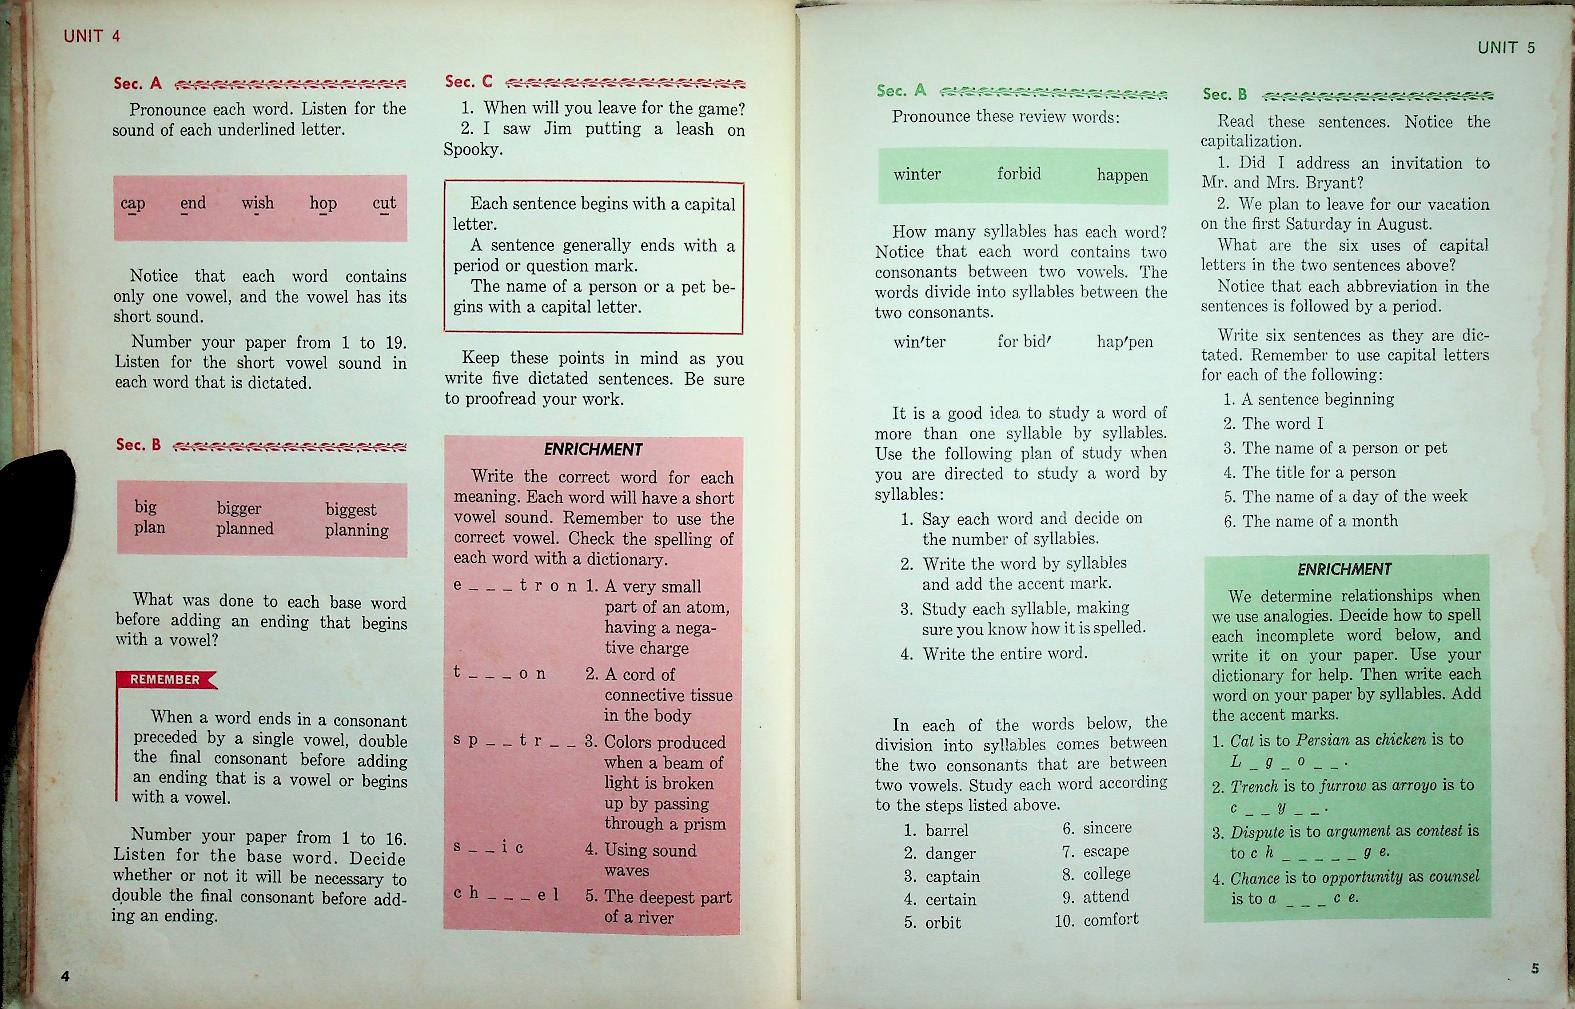 UNIT 4
Sec. A
Pronounce each word. Listen for the
sound of each underlined letter.
cap end wish hop cut
Notice that each word contains
only one vowel, and the vowel has its
short sound.
Number your paper from 1 to 19.
Listen for the short vowel sound in
each word that is dictated.
Sec. B
big bigger biggest
plan planned planning
What was done to each base word
before adding an ending that begins
with a vowel?
REMEMBER
When a word ends in a consonant
preceded by a single vowel, double
the final consonant before adding
an ending that is a vowel or begins
with a vowel.
Number your paper from 1 to 16.
Listen for the base word. Decide
whether or not it will be necessary to
double the final consonant before add-
ing an ending.
4
Sec. C
1. When will you leave for the game?
2. I saw Jim putting a leash on
Spooky.
Each sentence begins with a capital
letter.
A sentence generally ends with a
period or question mark.
The name of a person or a pet be-
gins with a capital letter.
Keep these points in mind as you
write five dictated sentences. Be sure
to proofread your work.
ENRICHMENT
Write the correct word for each
meaning. Each word will have a short
vowel sound. Remember to use the
correct vowel. Check the spelling of
each word with a dictionary.
e _ _ _ t r o n 1. A very small
part of an atom,
having a nega-
tive charge
t _ _ _ o n 2. A cord of
connective tissue
in the body
s p _ _ t r _ _ 3. Colors produced
when a beam of
light is broken
up by passing
through a prism
s _ _ i c 4. Using sound
waves
c h _ _ _ e l 5. The deepest part
of a river
UNIT 5
Sec. A
Pronounce these review words:
winter forbid happen
How many syllables has each word?
Notice that each word contains two
consonants between two vowels. The
words divide into syllables between the
two consonants.
win′ter for bid′ hap′pen
It is a good idea to study a word of
more than one syllable by syllables.
Use the following plan of study when
you are directed to study a word by
syllables:
1. Say each word and decide on
the number of syllables.
2. Write the word by syllables
and add the accent mark.
3. Study each syllable, making
sure you know how it is spelled.
4. Write the entire word.
In each of the words below, the
division into syllables comes between
the two consonants that are between
two vowels. Study each word according
to the steps listed above.
1. barrel 6. sincere
2. danger 7. escape
3. captain 8. college
4. certain 9. attend
5. orbit 10. comfort
Sec. B
Read these sentences. Notice the
capitalization.
1. Did I address an invitation to
Mr. and Mrs. Bryant?
2. We plan to leave for our vacation
on the first Saturday in August.
What are the six uses of capital
letters in the two sentences above?
Notice that each abbreviation in the
sentences is followed by a period.
Write six sentences as they are dic-
tated. Remember to use capital letters
for each of the following:
1. A sentence beginning
2. The word I
3. The name of a person or pet
4. The title for a person
5. The name of a day of the week
6. The name of a month
ENRICHMENT
We determine relationships when
we use analogies. Decide how to spell
each incomplete word below, and
write it on your paper. Use your
dictionary for help. Then write each
word on your paper by syllables. Add
the accent marks.
1. Cat is to Persian as chicken is to
L _ g _ o _ _ .
2. Trench is to furrow as arroyo is to
c _ _ y _ _ .
3. Dispute is to argument as contest is
to c h _ _ _ _ _ g e.
4. Chance is to opportunity as counsel
is to a _ _ _ c e.
5